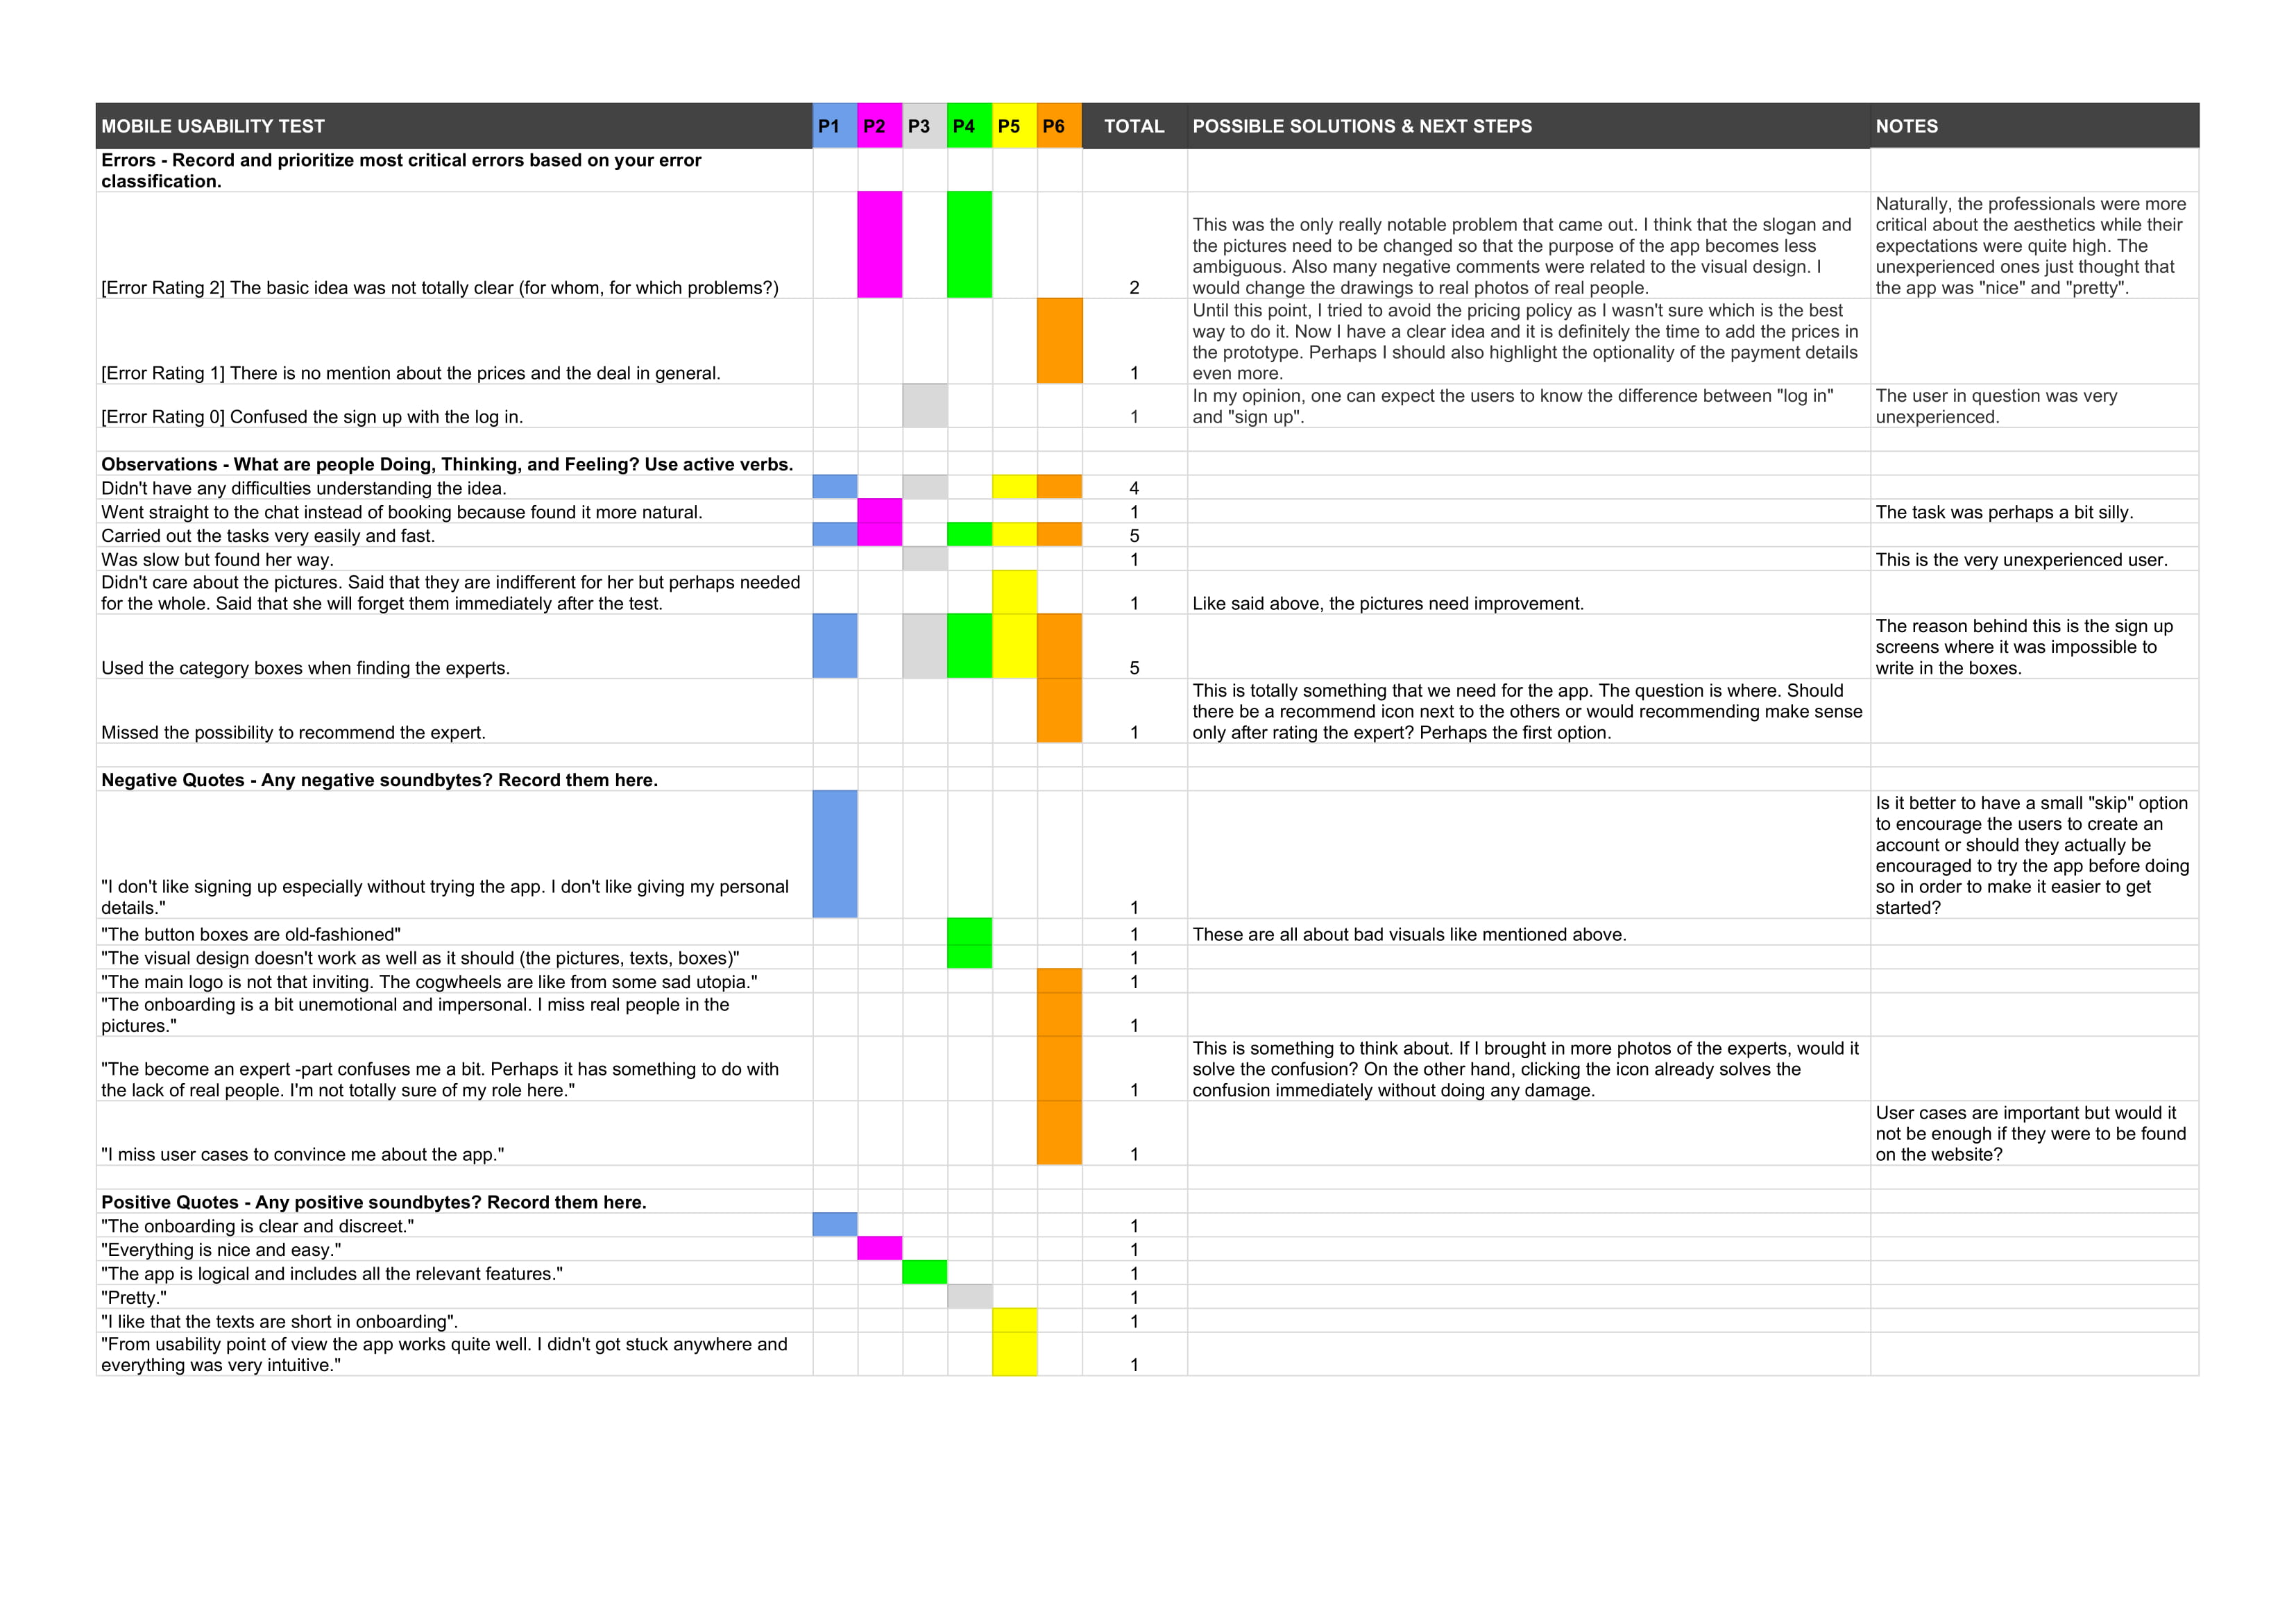 MOBILE USABILITY TEST P1 P2 P3 P4 P5 P6 TOTAL POSSIBLE SOLUTIONS & NEXT STEPS NOTES
Errors - Record and prioritize most critical errors based on your error
classification.
[Error Rating 2] The basic idea was not totally clear (for whom, for which problems?)
2
This was the only really notable problem that came out. I think that the slogan and
the pictures need to be changed so that the purpose of the app becomes less
ambiguous. Also many negative comments were related to the visual design. I
would change the drawings to real photos of real people.
Naturally, the professionals were more
critical about the aesthetics while their
expectations were quite high. The
unexperienced ones just thought that
the app was "nice" and "pretty".
[Error Rating 1] There is no mention about the prices and the deal in general.
1
Until this point, I tried to avoid the pricing policy as I wasn't sure which is the best
way to do it. Now I have a clear idea and it is definitely the time to add the prices in
the prototype. Perhaps I should also highlight the optionality of the payment details
even more.
[Error Rating 0] Confused the sign up with the log in.
1
In my opinion, one can expect the users to know the difference between "log in"
and "sign up".
The user in question was very
unexperienced.
Observations - What are people Doing, Thinking, and Feeling? Use active verbs.
Didn't have any difficulties understanding the idea.
4
Went straight to the chat instead of booking because found it more natural.
1
The task was perhaps a bit silly.
Carried out the tasks very easily and fast.
5
Was slow but found her way.
1
This is the very unexperienced user.
Didn't care about the pictures. Said that they are indifferent for her but perhaps needed
for the whole. Said that she will forget them immediately after the test.
1
Like said above, the pictures need improvement.
Used the category boxes when finding the experts.
5
The reason behind this is the sign up
screens where it was impossible to
write in the boxes.
Missed the possibility to recommend the expert.
1
This is totally something that we need for the app. The question is where. Should
there be a recommend icon next to the others or would recommending make sense
only after rating the expert? Perhaps the first option.
Negative Quotes - Any negative soundbytes? Record them here.
"I don't like signing up especially without trying the app. I don't like giving my personal
details."
1
Is it better to have a small "skip" option
to encourage the users to create an
account or should they actually be
encouraged to try the app before doing
so in order to make it easier to get
started?
"The button boxes are old-fashioned"
1
These are all about bad visuals like mentioned above.
"The visual design doesn't work as well as it should (the pictures, texts, boxes)"
1
"The main logo is not that inviting. The cogwheels are like from some sad utopia."
1
"The onboarding is a bit unemotional and impersonal. I miss real people in the
pictures."
1
"The become an expert -part confuses me a bit. Perhaps it has something to do with
the lack of real people. I'm not totally sure of my role here."
1
This is something to think about. If I brought in more photos of the experts, would it
solve the confusion? On the other hand, clicking the icon already solves the
confusion immediately without doing any damage.
"I miss user cases to convince me about the app."
1
User cases are important but would it
not be enough if they were to be found
on the website?
Positive Quotes - Any positive soundbytes? Record them here.
"The onboarding is clear and discreet."
1
"Everything is nice and easy."
1
"The app is logical and includes all the relevant features."
1
"Pretty."
1
"I like that the texts are short in onboarding".
1
"From usability point of view the app works quite well. I didn't got stuck anywhere and
everything was very intuitive."
1